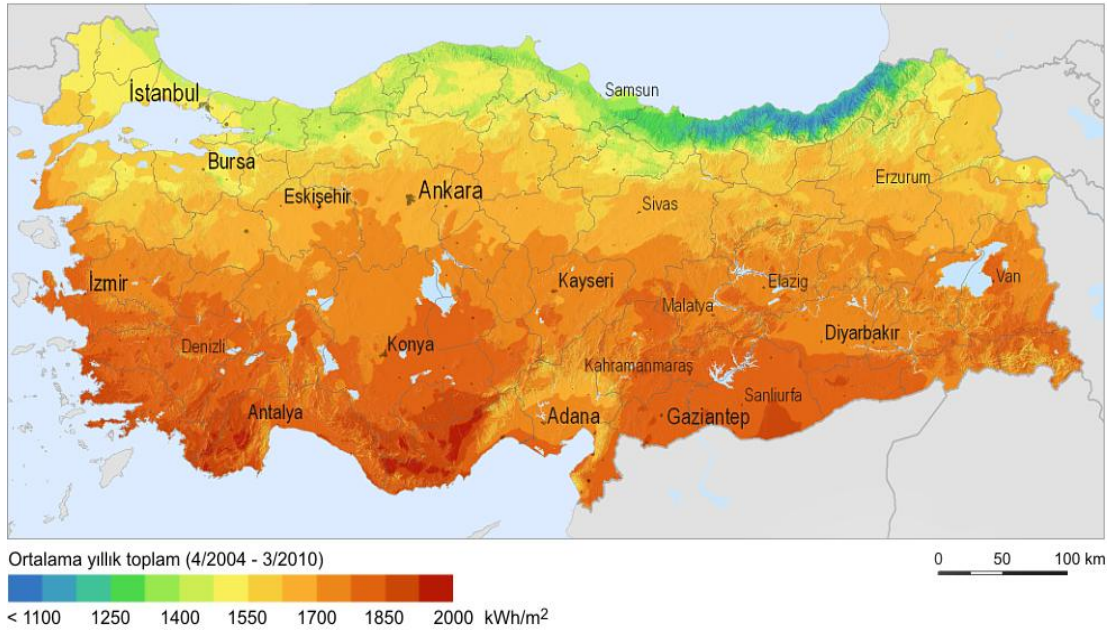 Samsun
İstanbul
Bursa
Eskişehir
Ankara
Sivas
Erzurum
İzmir
Kayseri
Malatya
Elazig
Van
Denizli
Konya
Kahramanmaraş
Diyarbakır
Antalya
Adana
Gaziantep
Sanliurfa
Ortalama yıllık toplam (4/2004 - 3/2010)
0 50 100 km
< 1100 1250 1400 1550 1700 1850 2000 kWh/m2